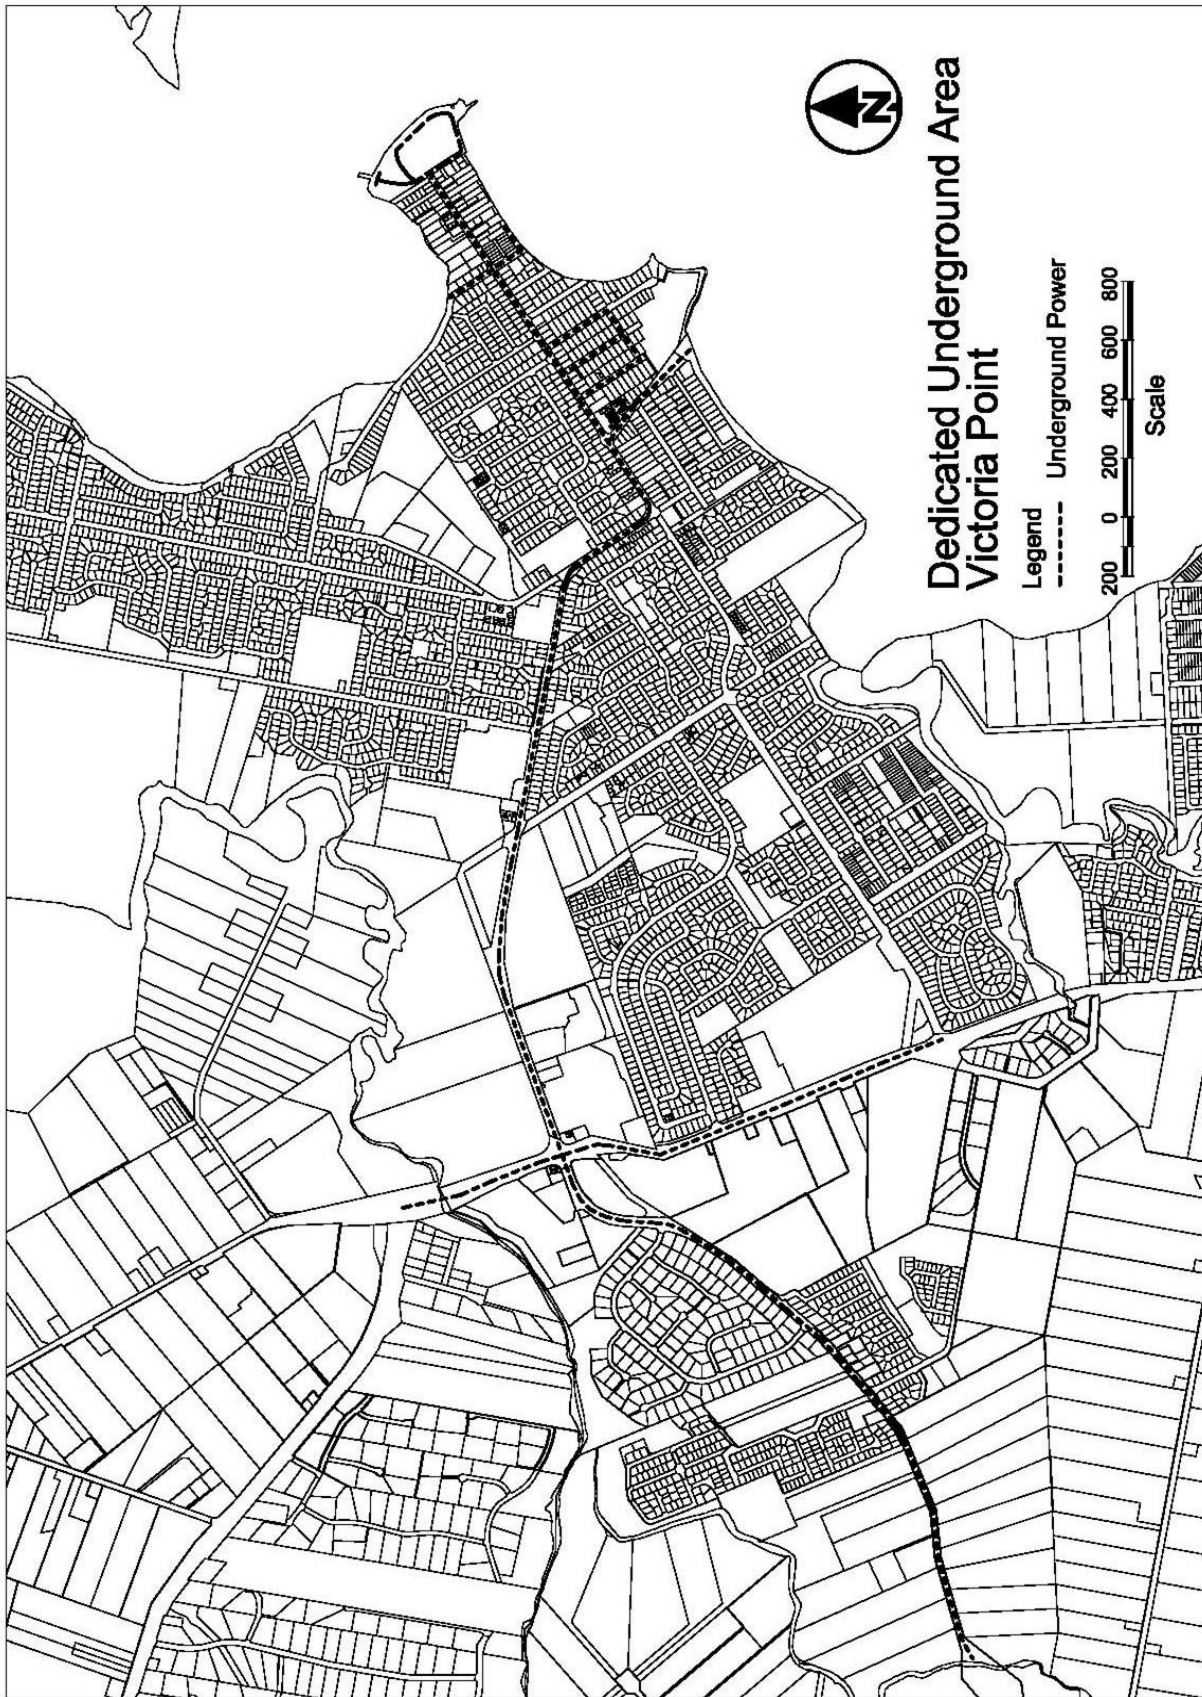 N
Dedicated Underground Area
Victoria Point
Legend
Underground Power
200 0 200 400 600 800
Scale